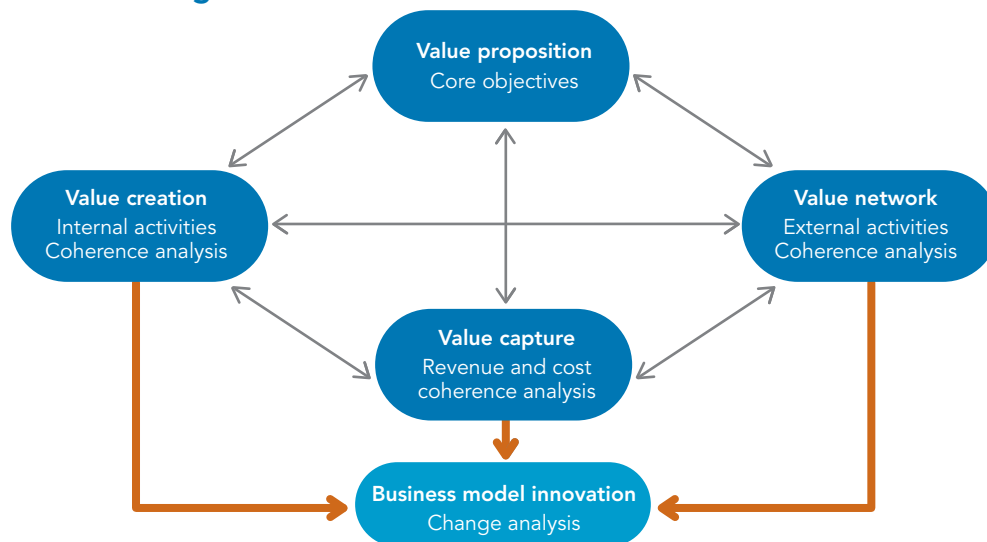 Value proposition
Core objectives
Value creation
Internal activities
Coherence analysis
Value network
External activities
Coherence analysis
Value capture
Revenue and cost
coherence analysis
Business model innovation
Change analysis